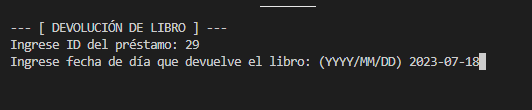 --- [ DEVOLUCIÓN DE LIBRO ] ---
Ingrese ID del préstamo: 29
Ingrese fecha de día que devuelve el libro: (YYYY/MM/DD) 2023-07-18